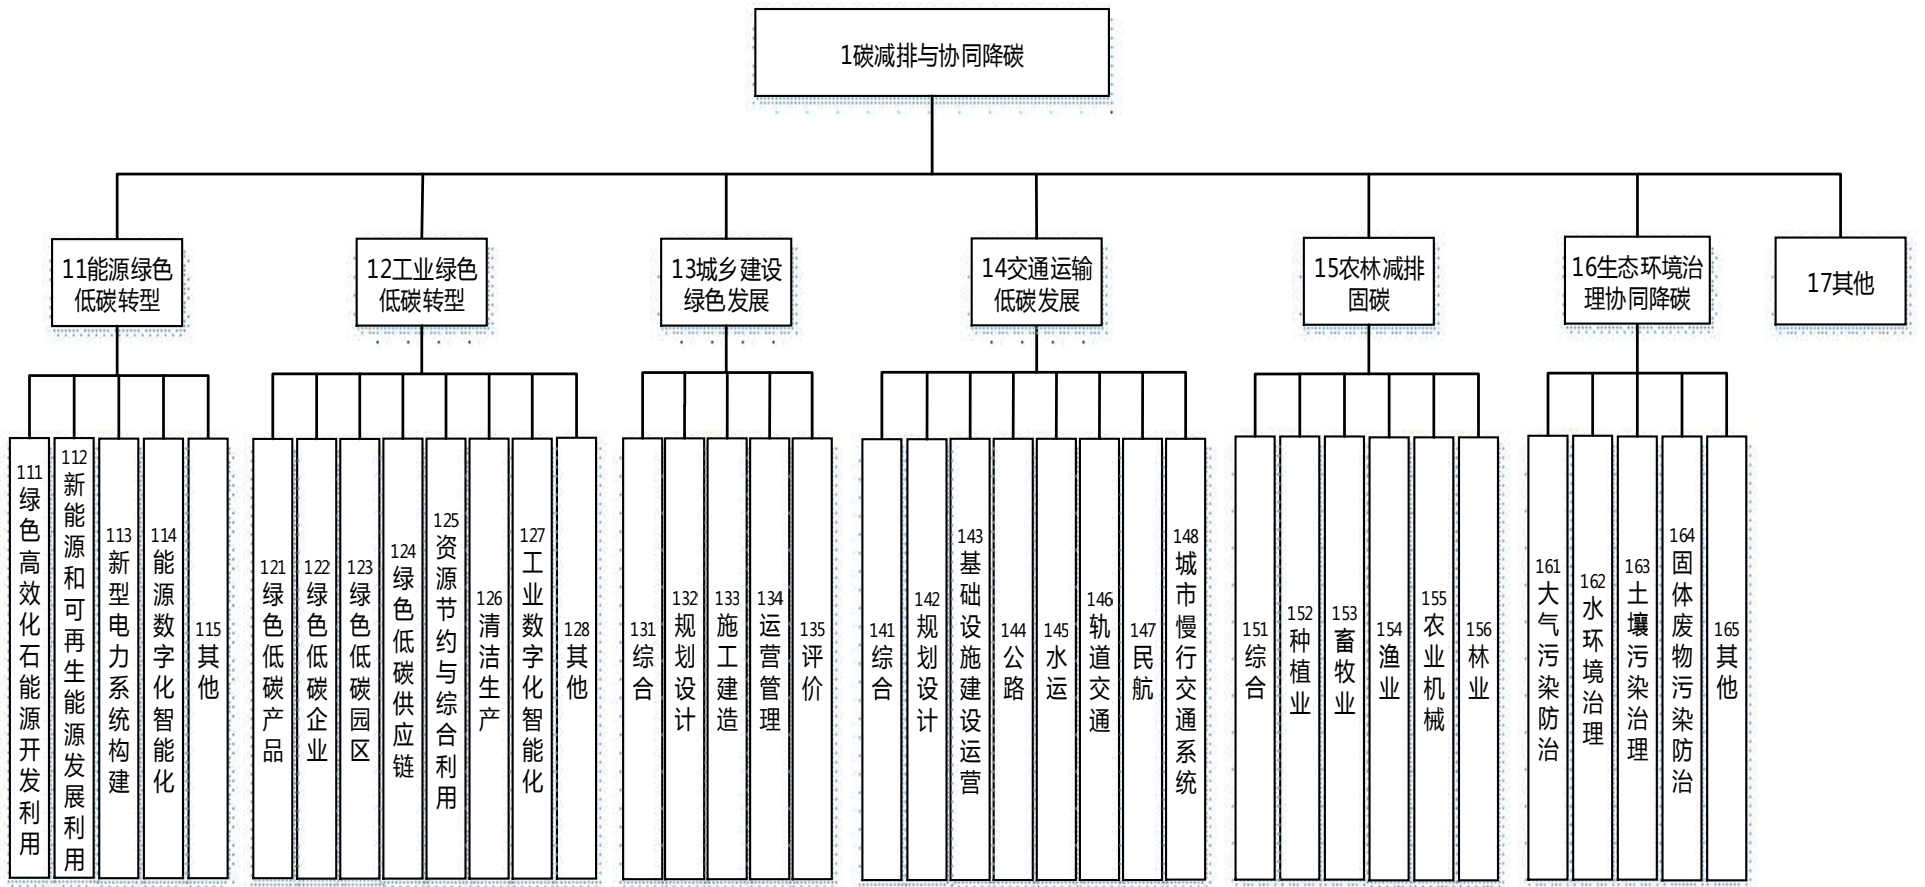 1碳减排与协同降碳
11能源绿色
低碳转型
12工业绿色
低碳转型
13城乡建设
绿色发展
14交通运输
低碳发展
15农林减排
固碳
16生态环境治
理协同降碳
17其他
111绿色高效化石能源开发利用
112新能源和可再生能源发展利用
113新型电力系统构建
114能源数字化智能化
115其他
121绿色低碳产品
122绿色低碳企业
123绿色低碳园区
124绿色低碳供应链
125资源节约与综合利用
126清洁生产
127工业数字化智能化
128其他
131综合
132规划设计
133施工建造
134运营管理
135评价
141综合
142规划设计
143基础设施建设运营
144公路
145水运
146轨道交通
147民航
148城市慢行交通系统
151综合
152种植业
153畜牧业
154渔业
155农业机械
156林业
161大气污染防治
162水环境治理
163土壤污染治理
164固体废物污染防治
165其他